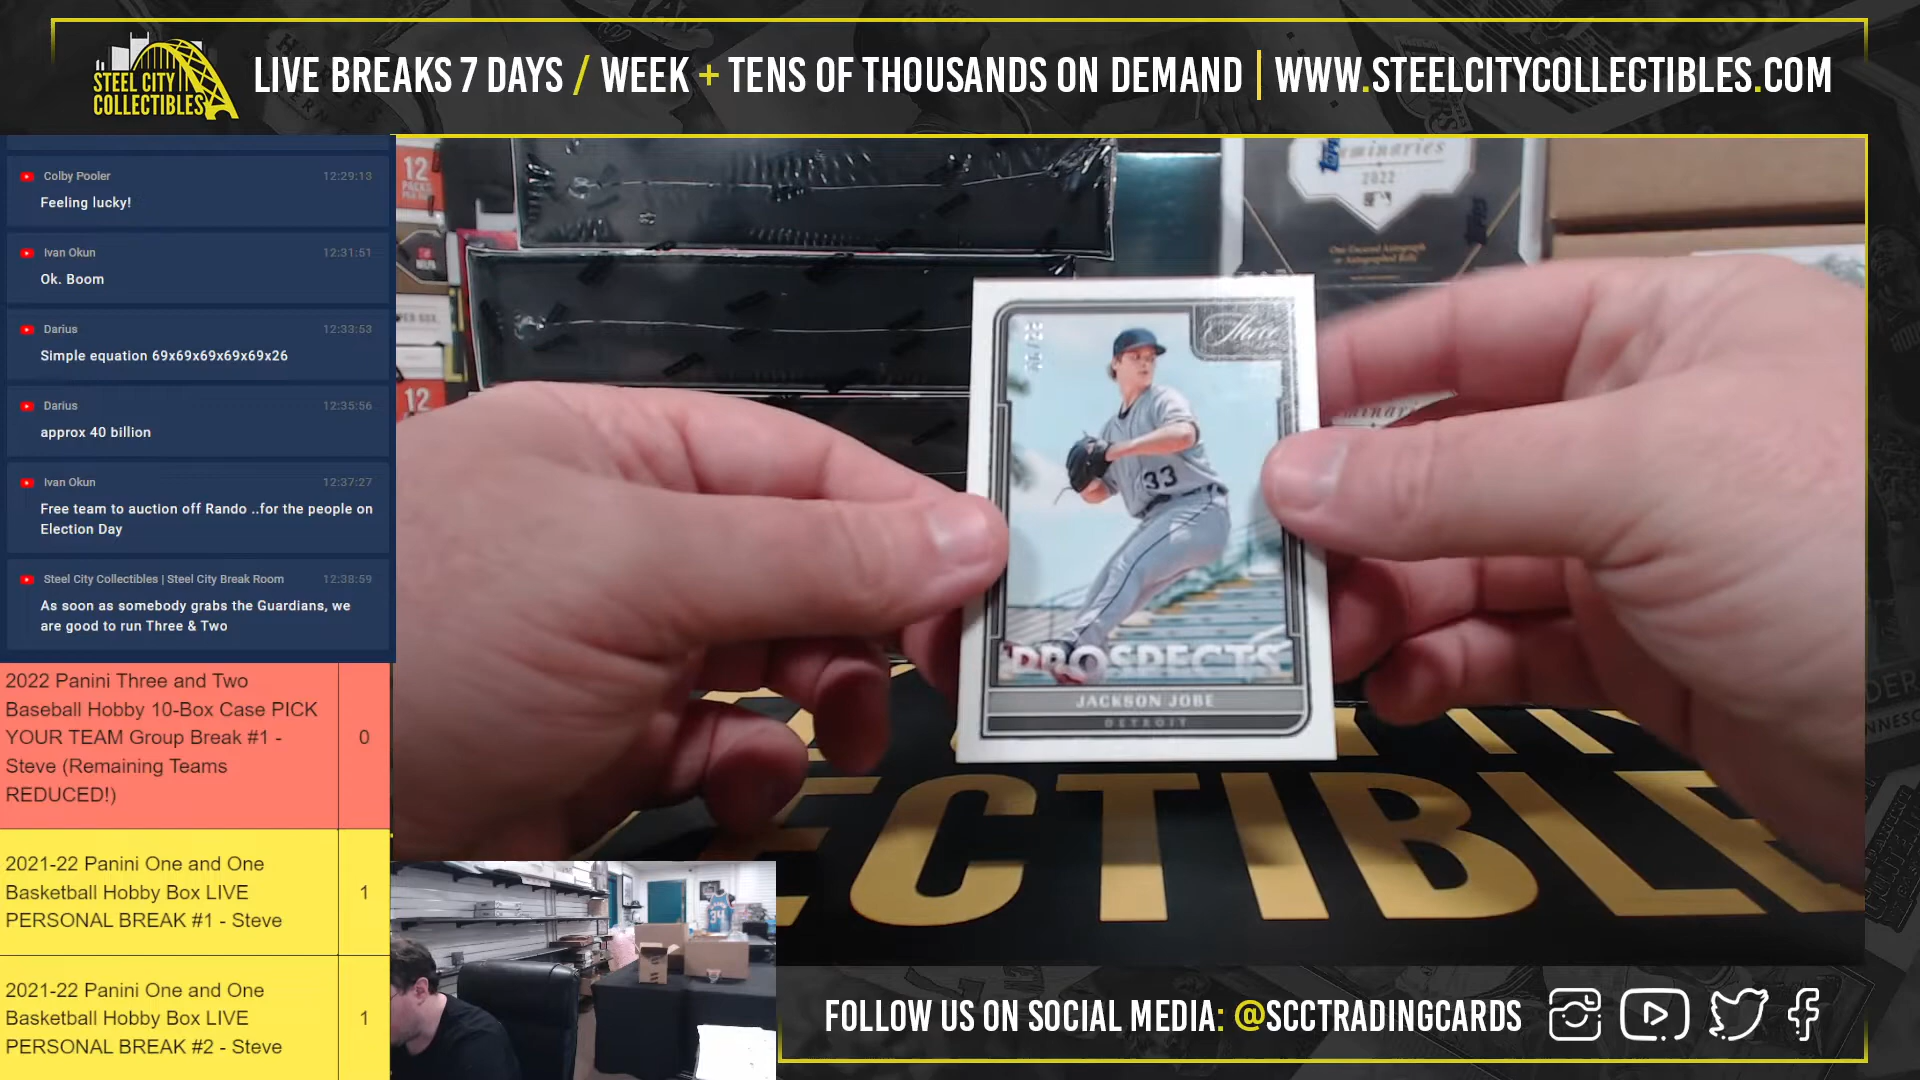 STEEL CITY
COLLECTIBLES
LIVE BREAKS 7 DAYS / WEEK + TENS OF THOUSANDS ON DEMAND | WWW.STEELCITYCOLLECTIBLES.COM
Colby Pooler 12:29:13
Feeling lucky!
Ivan Okun 12:31:51
Ok. Boom
Darius 12:33:53
Simple equation 69x69x69x69x69x26
Darius 12:35:56
approx 40 billion
Ivan Okun 12:37:27
Free team to auction off Rando ..for the people on
Election Day
Steel City Collectibles | Steel City Break Room 12:38:59
As soon as somebody grabs the Guardians, we
are good to run Three & Two
2022 Panini Three and Two
Baseball Hobby 10-Box Case PICK
YOUR TEAM Group Break #1 -
Steve (Remaining Teams
REDUCED!)
0
2021-22 Panini One and One
Basketball Hobby Box LIVE
PERSONAL BREAK #1 - Steve
1
2021-22 Panini One and One
Basketball Hobby Box LIVE
PERSONAL BREAK #2 - Steve
1
12
PACKS
topps
2022
12
Three
33
PROSPECTS
JACKSON JOBE
DETROIT
ECTIBLE
34
FOLLOW US ON SOCIAL MEDIA: @SCCTRADINGCARDS